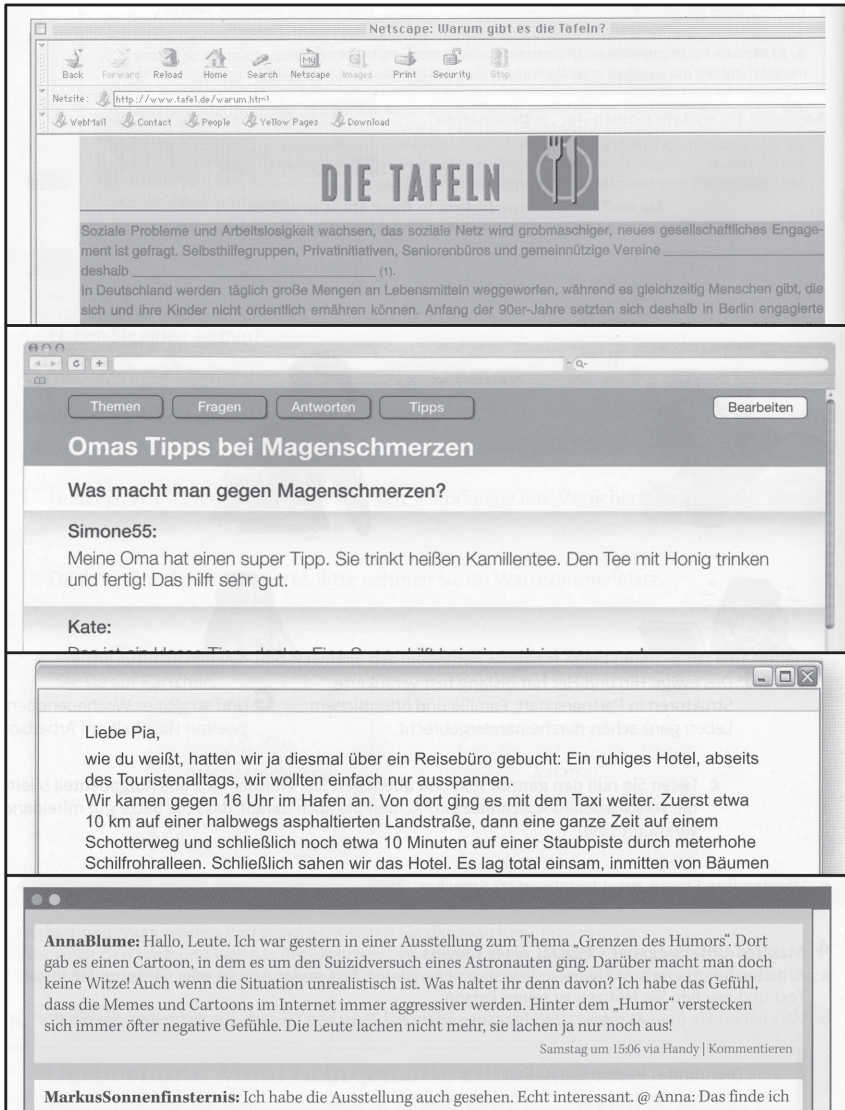 Netscape: Warum gibt es die Tafeln?
Back Forward Reload Home Search Netscape Images Print Security Stop
Netsite: http://www.tafel.de/warum.html
WebMail Contact People Yellow Pages Download
DIE TAFELN
Soziale Probleme und Arbeitslosigkeit wachsen, das soziale Netz wird grobmaschiger, neues gesellschaftliches Engage-
ment ist gefragt. Selbsthilfegruppen, Privatinitiativen, Seniorenbüros und gemeinnützige Vereine ____________________
deshalb ____________________ (1).
In Deutschland werden täglich große Mengen an Lebensmitteln weggeworfen, während es gleichzeitig Menschen gibt, die
sich und ihre Kinder nicht ordentlich ernähren können. Anfang der 90er-Jahre setzten sich deshalb in Berlin engagierte
Themen Fragen Antworten Tipps Bearbeiten
Omas Tipps bei Magenschmerzen
Was macht man gegen Magenschmerzen?
Simone55:
Meine Oma hat einen super Tipp. Sie trinkt heißen Kamillentee. Den Tee mit Honig trinken
und fertig! Das hilft sehr gut.
Kate:
Liebe Pia,
wie du weißt, hatten wir ja diesmal über ein Reisebüro gebucht: Ein ruhiges Hotel, abseits
des Touristenalltages, wir wollten einfach nur ausspannen.
Wir kamen gegen 16 Uhr im Hafen an. Von dort ging es mit dem Taxi weiter. Zuerst etwa
10 km auf einer halbwegs asphaltierten Landstraße, dann eine ganze Zeit auf einem
Schotterweg und schließlich noch etwa 10 Minuten auf einer Staubpiste durch meterhohe
Schilfrohralleen. Schließlich sahen wir das Hotel. Es lag total einsam, inmitten von Bäumen
AnnaBlume: Hallo, Leute. Ich war gestern in einer Ausstellung zum Thema „Grenzen des Humors“. Dort
gab es einen Cartoon, in dem es um den Suizidversuch eines Astronauten ging. Darüber macht man doch
keine Witze! Auch wenn die Situation unrealistisch ist. Was haltet ihr denn davon? Ich habe das Gefühl,
dass die Memes und Cartoons im Internet immer aggressiver werden. Hinter dem „Humor“ verstecken
sich immer öfter negative Gefühle. Die Leute lachen nicht mehr, sie lachen ja nur noch aus!
Samstag um 15:06 via Handy | Kommentieren
MarkusSonnenfinsternis: Ich habe die Ausstellung auch gesehen. Echt interessant. @ Anna: Das finde ich